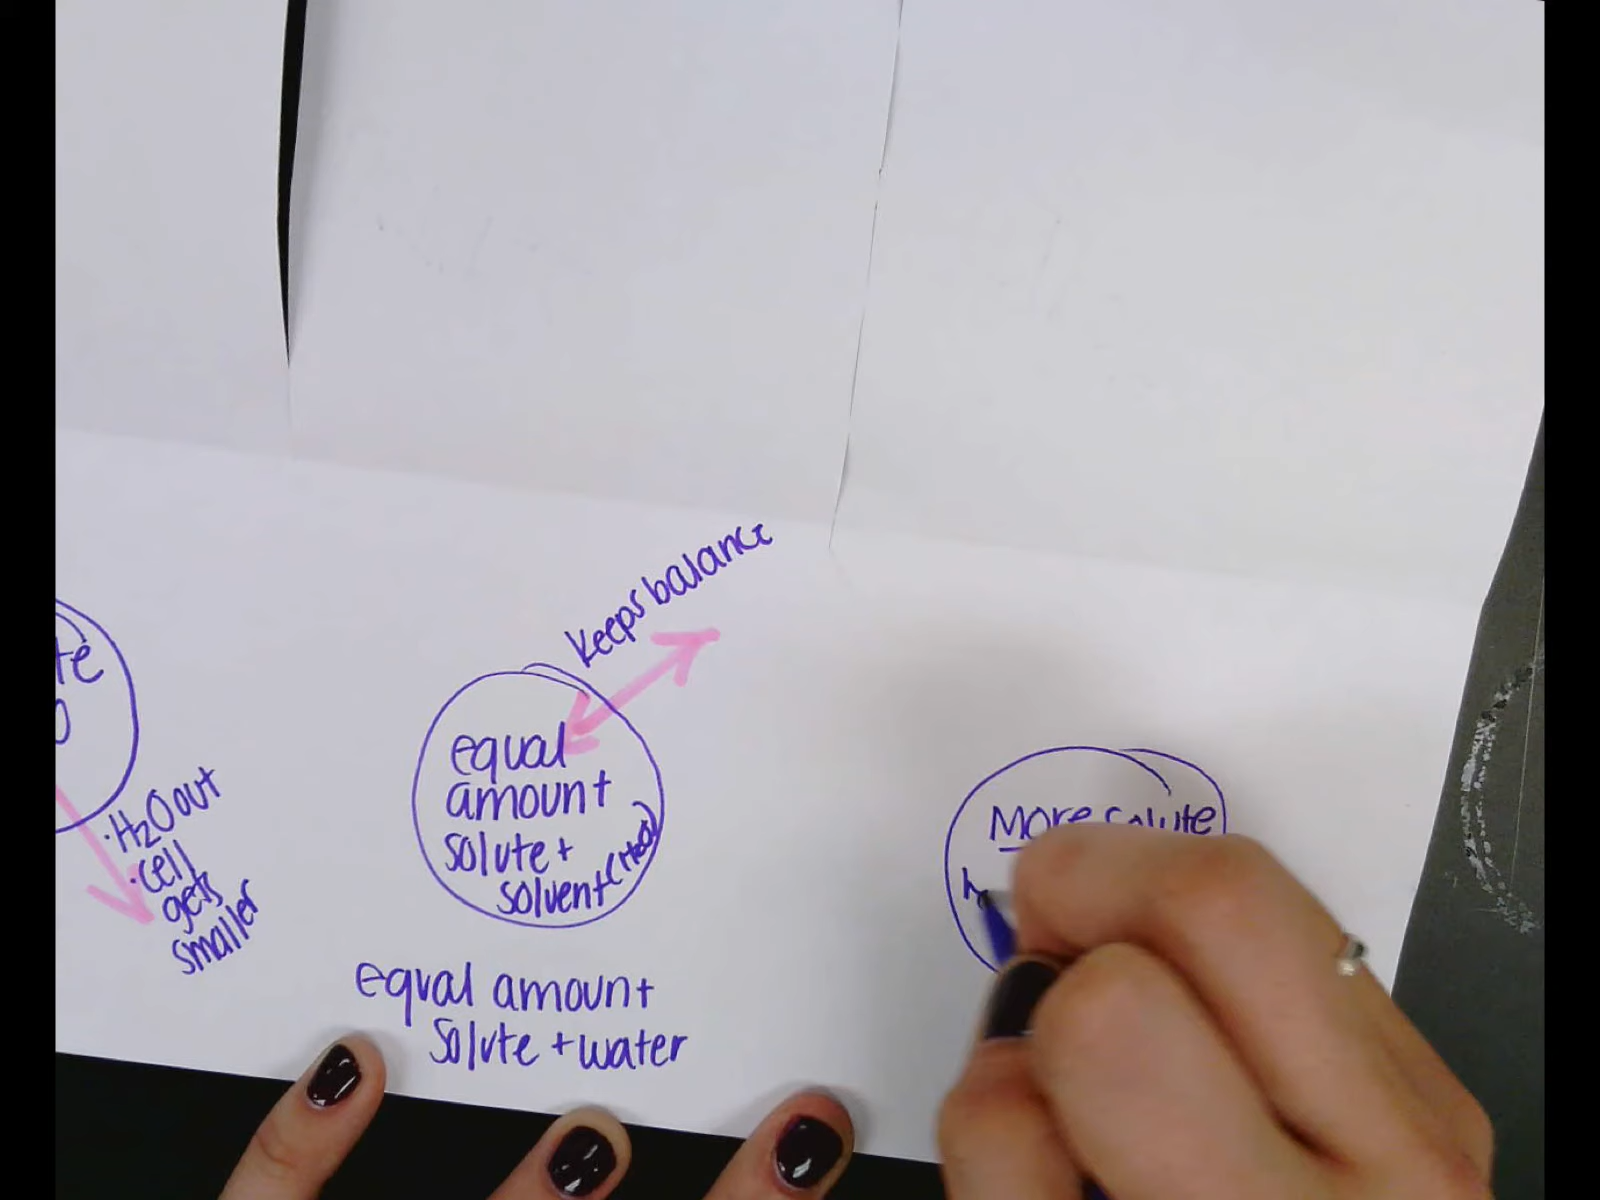 te
·H₂O out
·cell
gets
smaller
Keeps balance
equal
amount
solute +
solvent (H₂O)
equal amount
solute + water
More solute